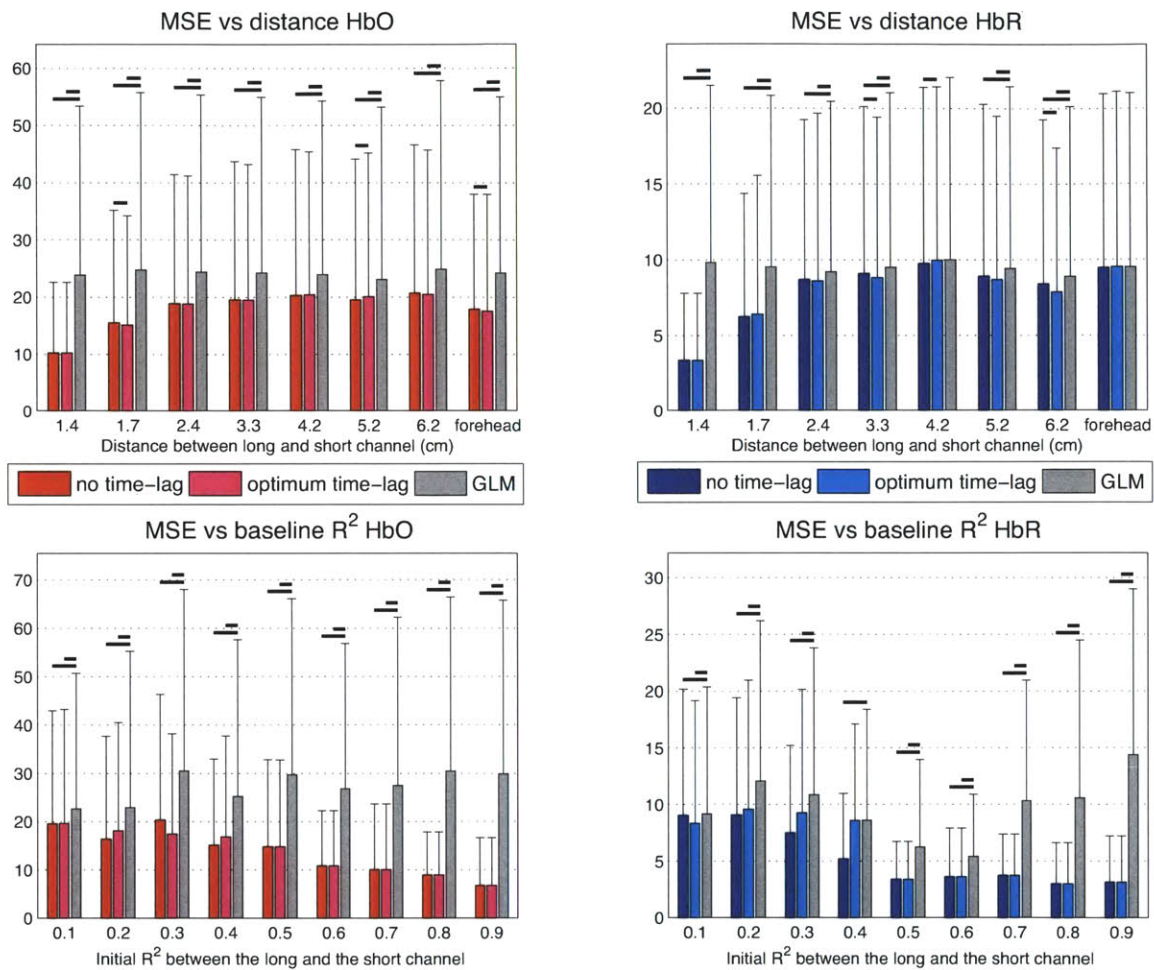 MSE vs distance HbO
60
50
40
30
20
10
0
1.4 1.7 2.4 3.3 4.2 5.2 6.2 forehead
Distance between long and short channel (cm)
MSE vs distance HbR
20
15
10
5
0
1.4 1.7 2.4 3.3 4.2 5.2 6.2 forehead
Distance between long and short channel (cm)
no time-lag optimum time-lag GLM
no time-lag optimum time-lag GLM
MSE vs baseline R² HbO
70
60
50
40
30
20
10
0
0.1 0.2 0.3 0.4 0.5 0.6 0.7 0.8 0.9
Initial R² between the long and the short channel
MSE vs baseline R² HbR
30
25
20
15
10
5
0
0.1 0.2 0.3 0.4 0.5 0.6 0.7 0.8 0.9
Initial R² between the long and the short channel